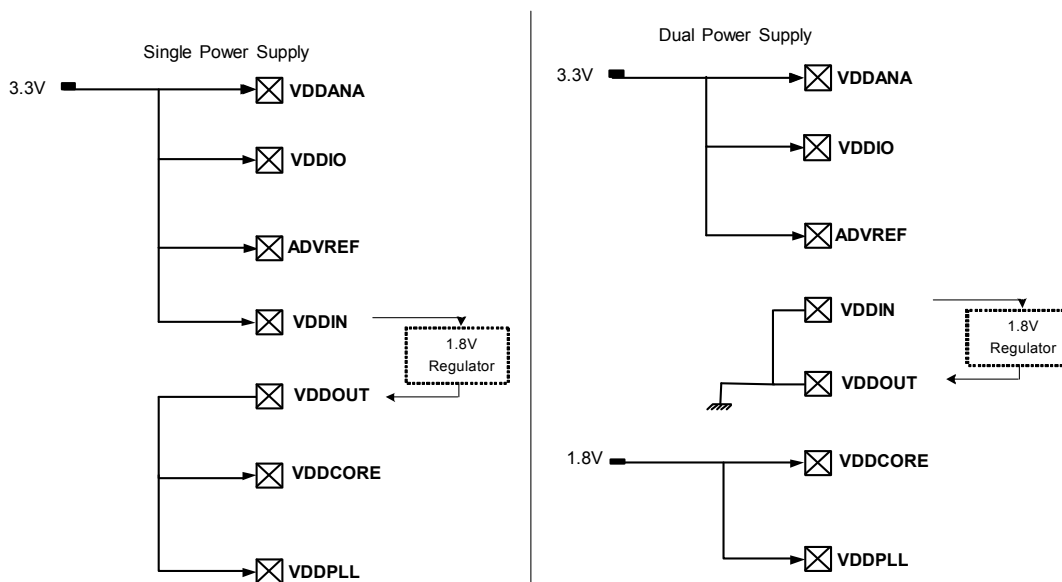 Single Power Supply
3.3V
VDDANA
VDDIO
ADVREF
VDDIN
1.8V
Regulator
VDDOUT
VDDCORE
VDDPLL
Dual Power Supply
3.3V
VDDANA
VDDIO
ADVREF
VDDIN
1.8V
Regulator
VDDOUT
1.8V
VDDCORE
VDDPLL